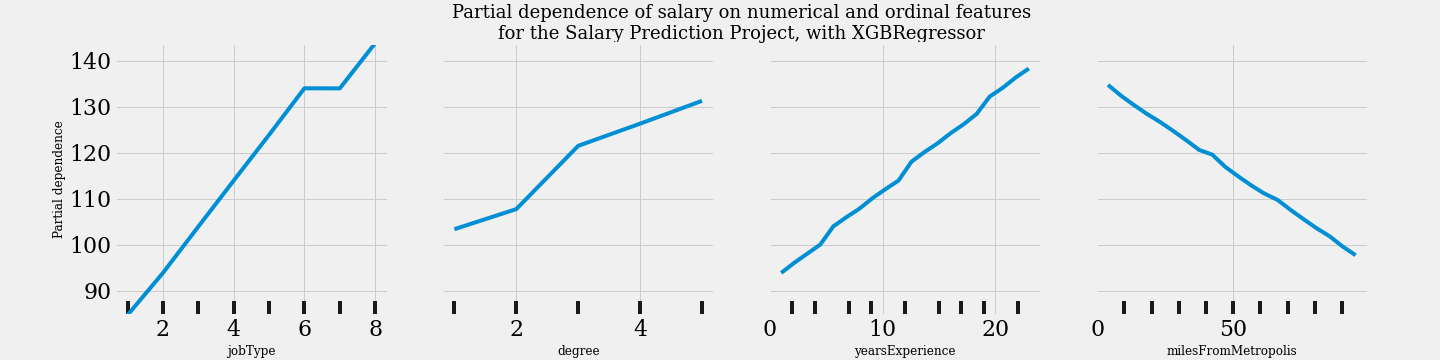 Partial dependence of salary on numerical and ordinal features
for the Salary Prediction Project, with XGBRegressor
Partial dependence
140
130
120
110
100
90
2 4 6 8
jobType
2 4
degree
0 10 20
yearsExperience
0 50
milesFromMetropolis